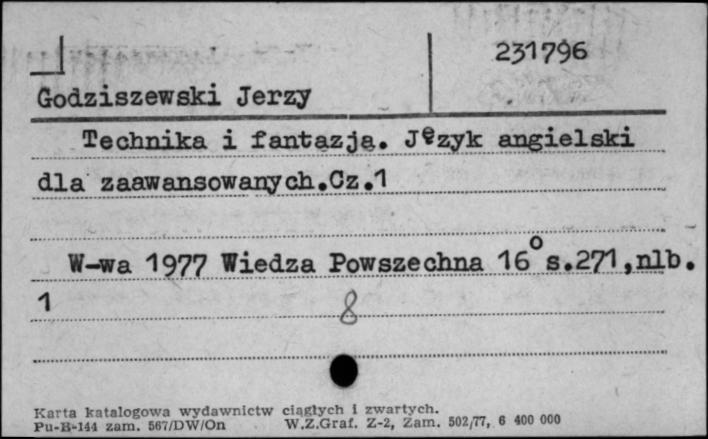 231796
Godziszewski Jerzy
Technika i fantązją. Język angielski
dla zaawansowanych.Cz.1
W-wa 1977 Wiedza Powszechna 16° s.271,nlb.
1
8
Karta katalogowa wydawnictw ciągłych i zwartych.
Pu-B-144 zam. 567/DW/On W.Z.Graf. Z-2, Zam. 502/77, 6 400 000